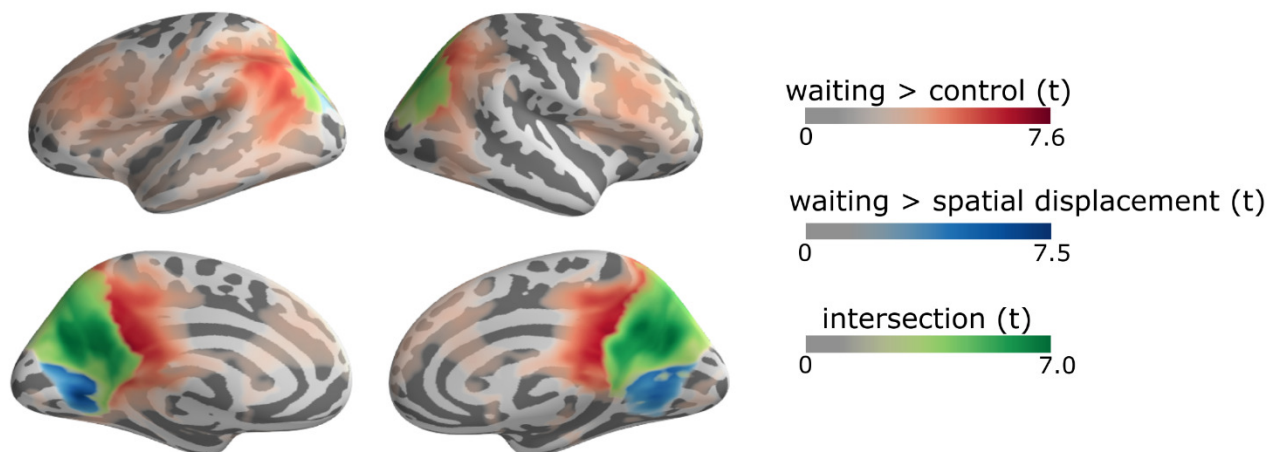 waiting > control (t)
0 7.6
waiting > spatial displacement (t)
0 7.5
intersection (t)
0 7.0